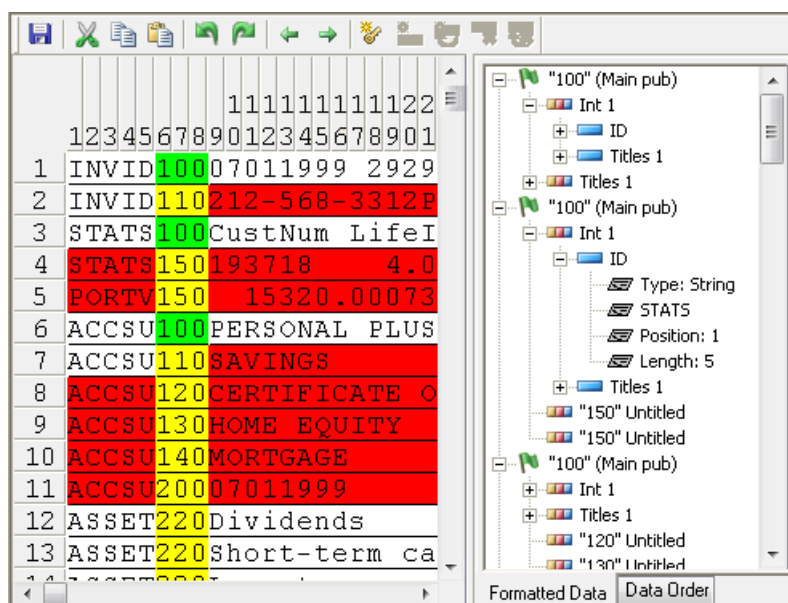 1111111111122
123456789012345678901
1 INVID10007011999 2929
2 INVID110212-568-3312P
3 STATS100CustNum LifeI
4 STATS150193718    4.0
5 PORTV150  15320.00073
6 ACCSU100PERSONAL PLUS
7 ACCSU110SAVINGS
8 ACCSU120CERTIFICATE O
9 ACCSU130HOME EQUITY
10 ACCSU140MORTGAGE
11 ACCSU20007011999
12 ASSET220Dividends
13 ASSET220Short-term ca
"100" (Main pub)
Int 1
ID
Titles 1
Titles 1
"100" (Main pub)
Int 1
ID
Type: String
STATS
Position: 1
Length: 5
Titles 1
"150" Untitled
"150" Untitled
"100" (Main pub)
Int 1
Titles 1
"120" Untitled
"130" Untitled
Formatted Data
Data Order